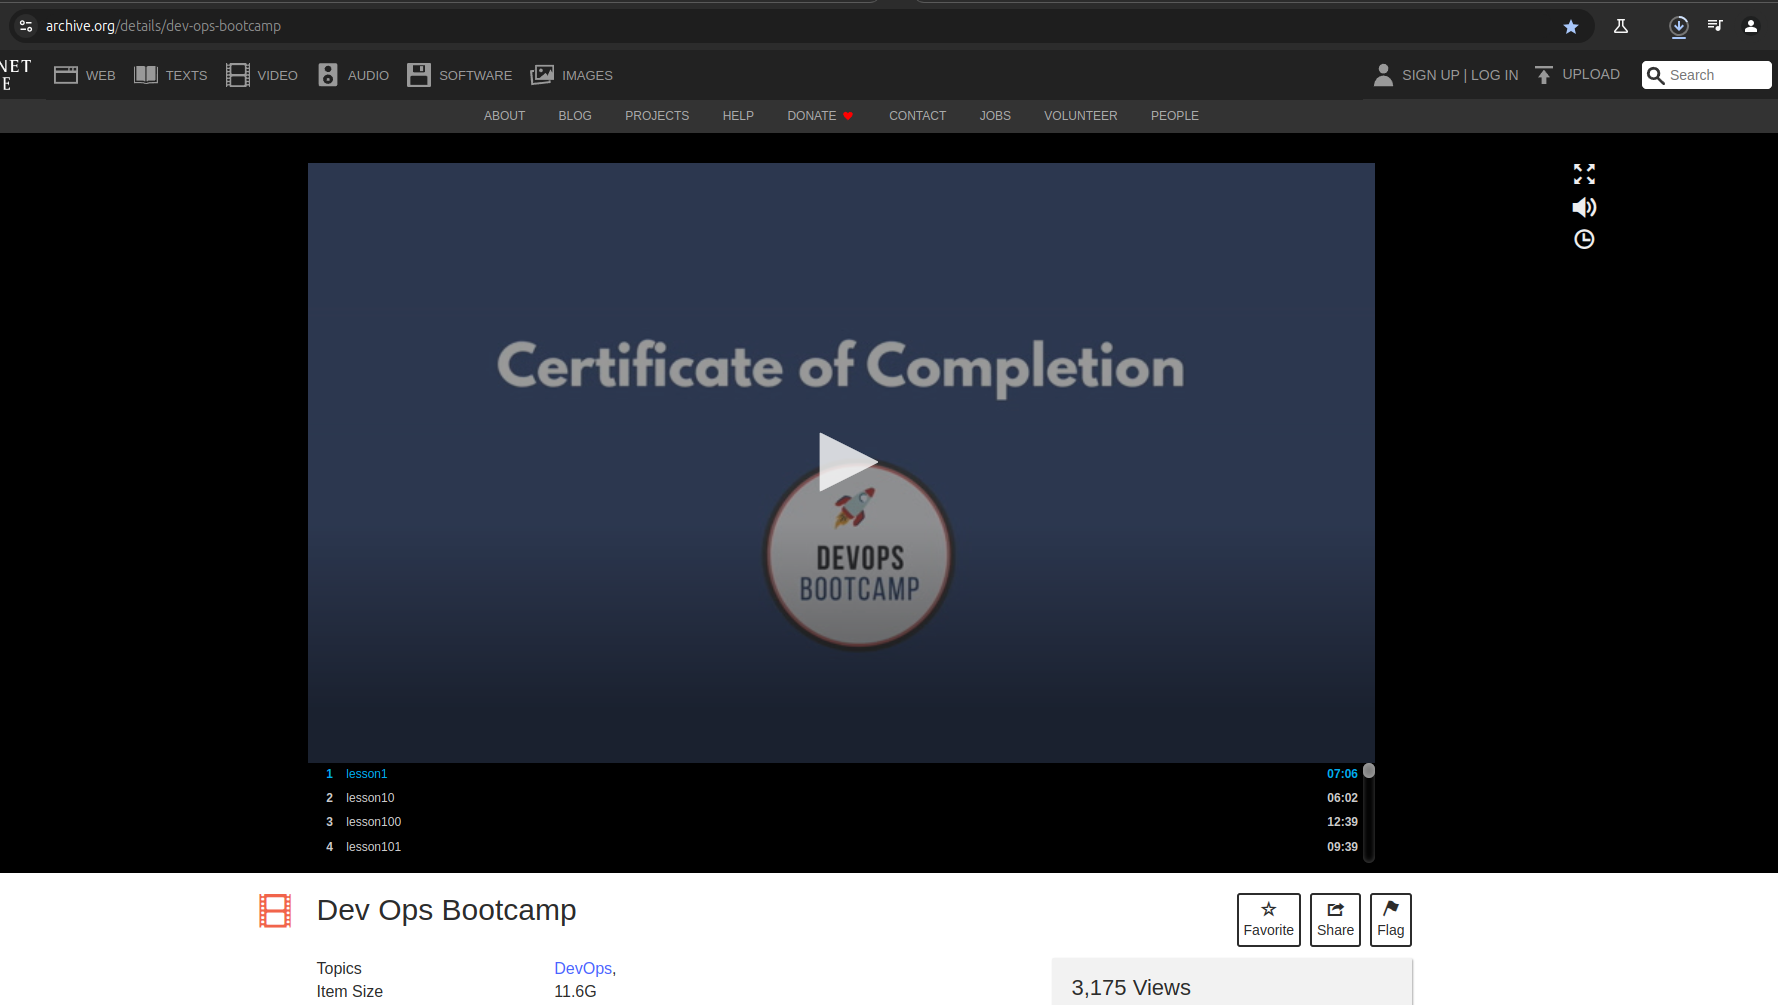 archive.org/details/dev-ops-bootcamp
NET
E
WEB TEXTS VIDEO AUDIO SOFTWARE IMAGES SIGN UP | LOG IN UPLOAD Search
ABOUT BLOG PROJECTS HELP DONATE CONTACT JOBS VOLUNTEER PEOPLE
Certificate of Completion
DEVOPS
BOOTCAMP
1 lesson1 07:06
2 lesson10 06:02
3 lesson100 12:39
4 lesson101 09:39
Dev Ops Bootcamp
Favorite Share Flag
Topics DevOps,
Item Size 11.6G
3,175 Views